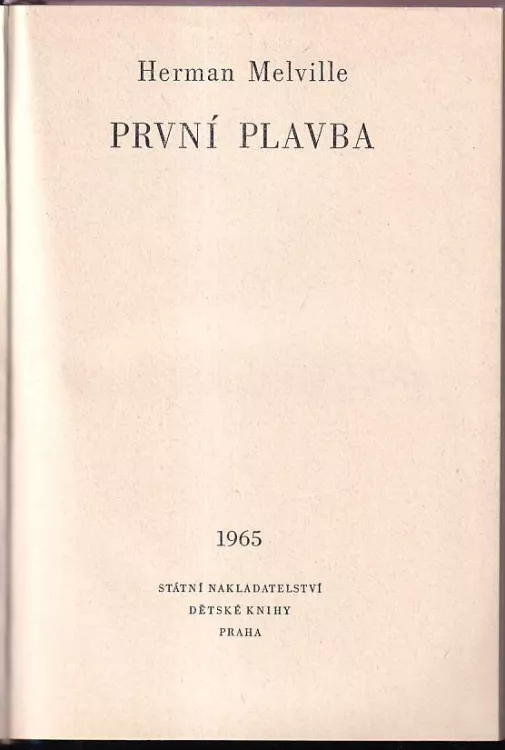 Herman Melville
PRVNÍ PLAVBA
1965
STÁTNÍ NAKLADATELSTVÍ
DĚTSKÉ KNIHY
PRAHA